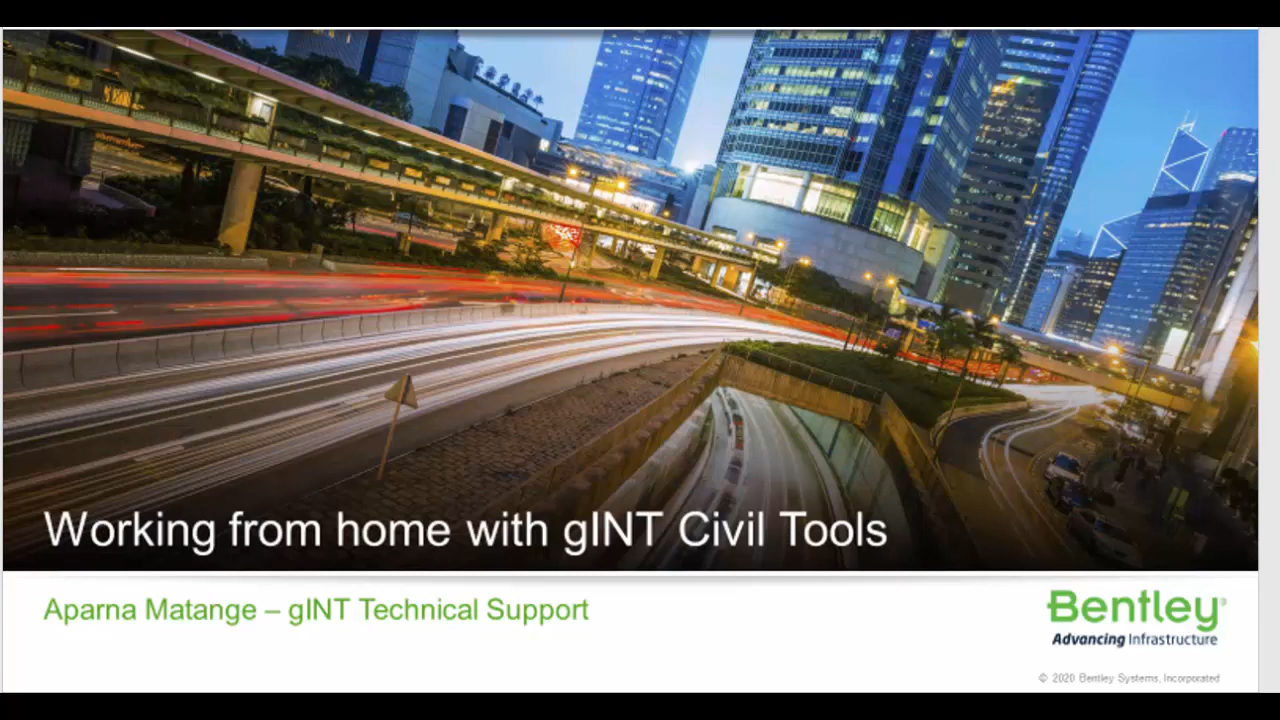 Working from home with gINT Civil Tools
Aparna Matange – gINT Technical Support
Bentley®
Advancing Infrastructure
© 2020 Bentley Systems, Incorporated